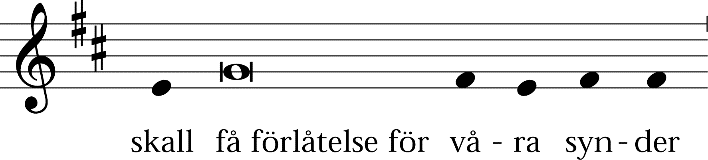 skall få förlåtelse för vå - ra syn - der